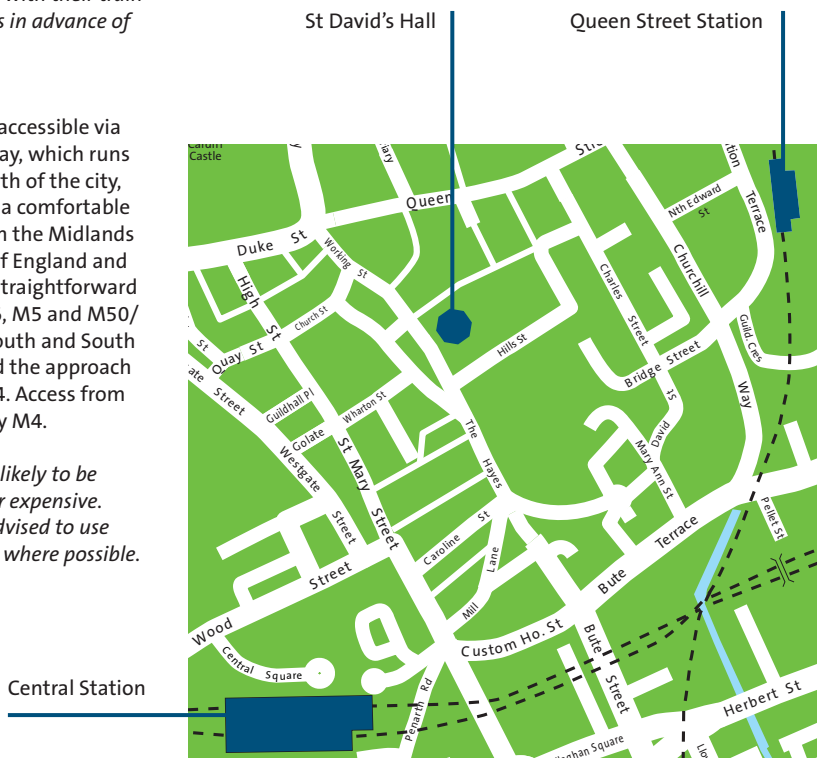 with their train
s in advance of
St David's Hall
Queen Street Station
accessible via
ay, which runs
th of the city,
a comfortable
the Midlands
of England and
traightforward
M5 and M50/
outh and South
d the approach
4. Access from
y M4.
likely to be
r expensive.
dvised to use
where possible.
Central Station
Cardiff
Castle
Queen
Duke St
Working St
High St
Church St
Quay St
St
Street
Guildhall Pl
Golate
Wharton St
Westgate
Street
St Mary
Street
The Hayes
Hills St
Charles
Street
Nth Edward
St
Terrace
Churchill
Way
Guild. Cres
Bridge Street
David St
Mary Ann St
Pellet St
Caroline St
Mill Lane
Bute Terrace
Wood
Street
Central Square
Custom Ho. St
Bute
Street
Penarth Rd
Herbert St
Square